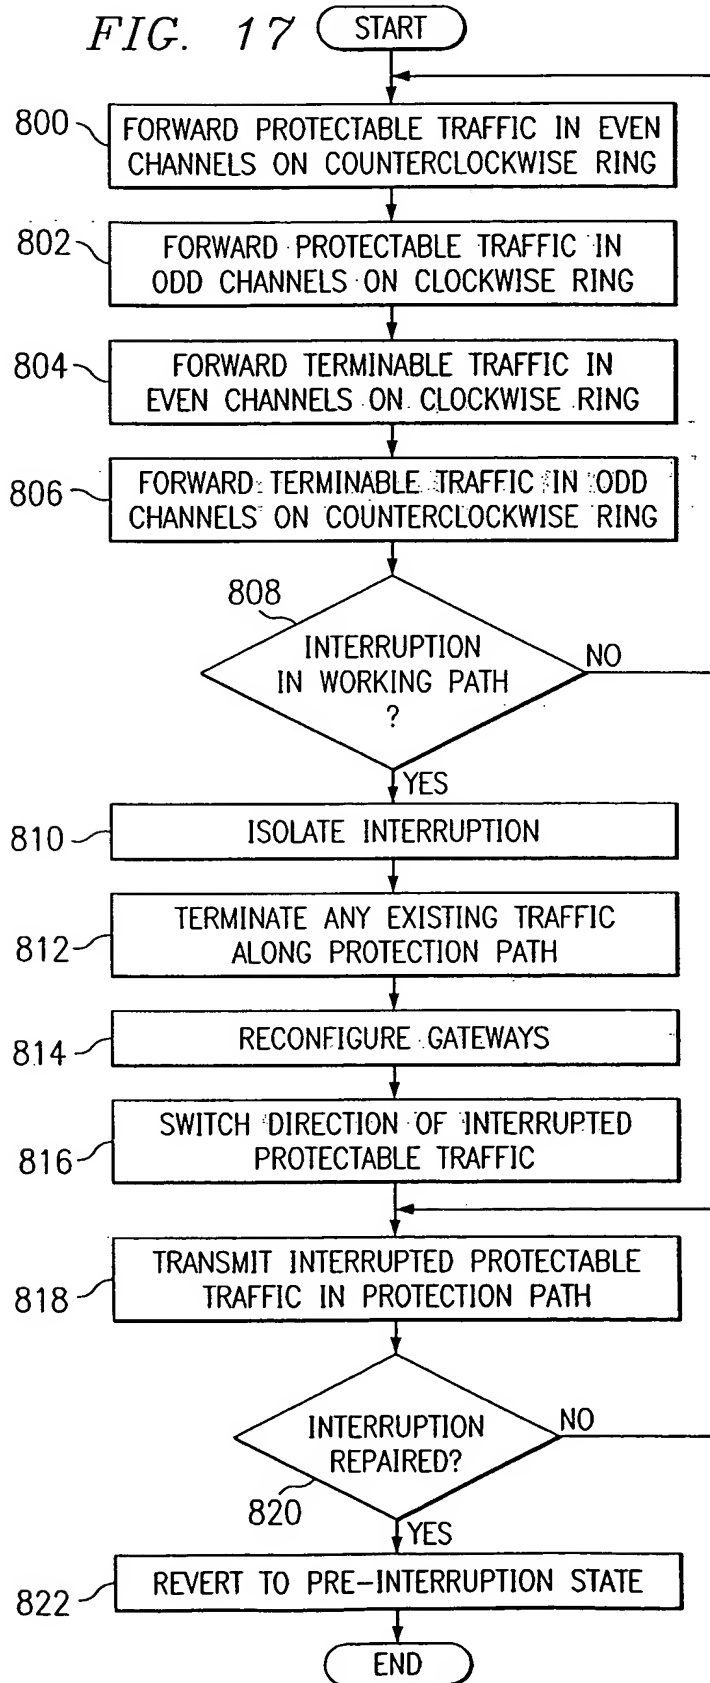 FIG. 17
START
800
FORWARD PROTECTABLE TRAFFIC IN EVEN
CHANNELS ON COUNTERCLOCKWISE RING
802
FORWARD PROTECTABLE TRAFFIC IN
ODD CHANNELS ON CLOCKWISE RING
804
FORWARD TERMINABLE TRAFFIC IN
EVEN CHANNELS ON CLOCKWISE RING
806
FORWARD TERMINABLE TRAFFIC IN ODD
CHANNELS ON COUNTERCLOCKWISE RING
808
INTERRUPTION
IN WORKING PATH
?
NO
YES
810
ISOLATE INTERRUPTION
812
TERMINATE ANY EXISTING TRAFFIC
ALONG PROTECTION PATH
814
RECONFIGURE GATEWAYS
816
SWITCH DIRECTION OF INTERRUPTED
PROTECTABLE TRAFFIC
818
TRANSMIT INTERRUPTED PROTECTABLE
TRAFFIC IN PROTECTION PATH
INTERRUPTION
REPAIRED?
NO
820
YES
822
REVERT TO PRE-INTERRUPTION STATE
END